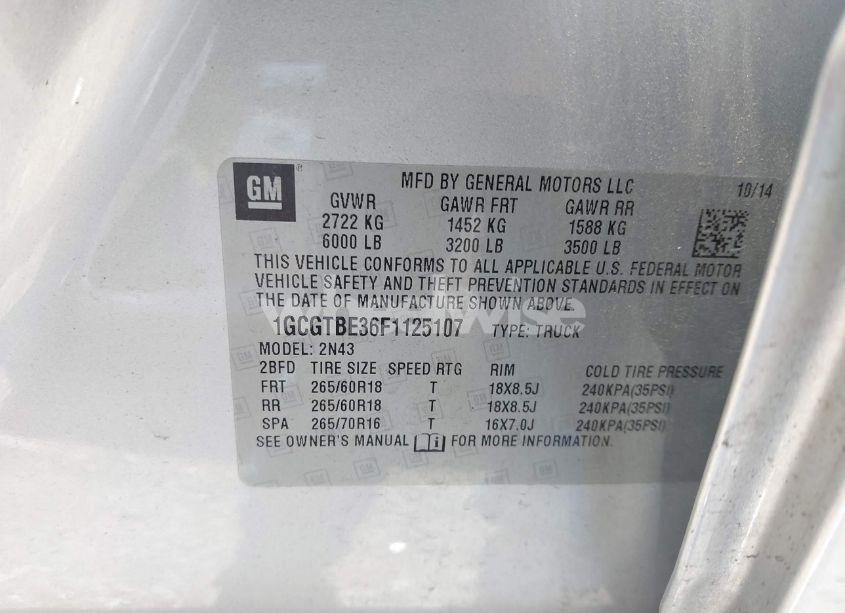 GM
MFD BY GENERAL MOTORS LLC 10/14
GVWR GAWR FRT GAWR RR
2722 KG 1452 KG 1588 KG
6000 LB 3200 LB 3500 LB
THIS VEHICLE CONFORMS TO ALL APPLICABLE U.S. FEDERAL MOTOR
VEHICLE SAFETY AND THEFT PREVENTION STANDARDS IN EFFECT ON
THE DATE OF MANUFACTURE SHOWN ABOVE.
1GCGTBE36F1125107 TYPE: TRUCK
MODEL: 2N43
2BFD TIRE SIZE SPEED RTG RIM COLD TIRE PRESSURE
FRT 265/60R18 T 18X8.5J 240KPA(35PSI)
RR 265/60R18 T 18X8.5J 240KPA(35PSI)
SPA 265/70R16 T 16X7.0J 240KPA(35PSI)
SEE OWNER'S MANUAL FOR MORE INFORMATION.